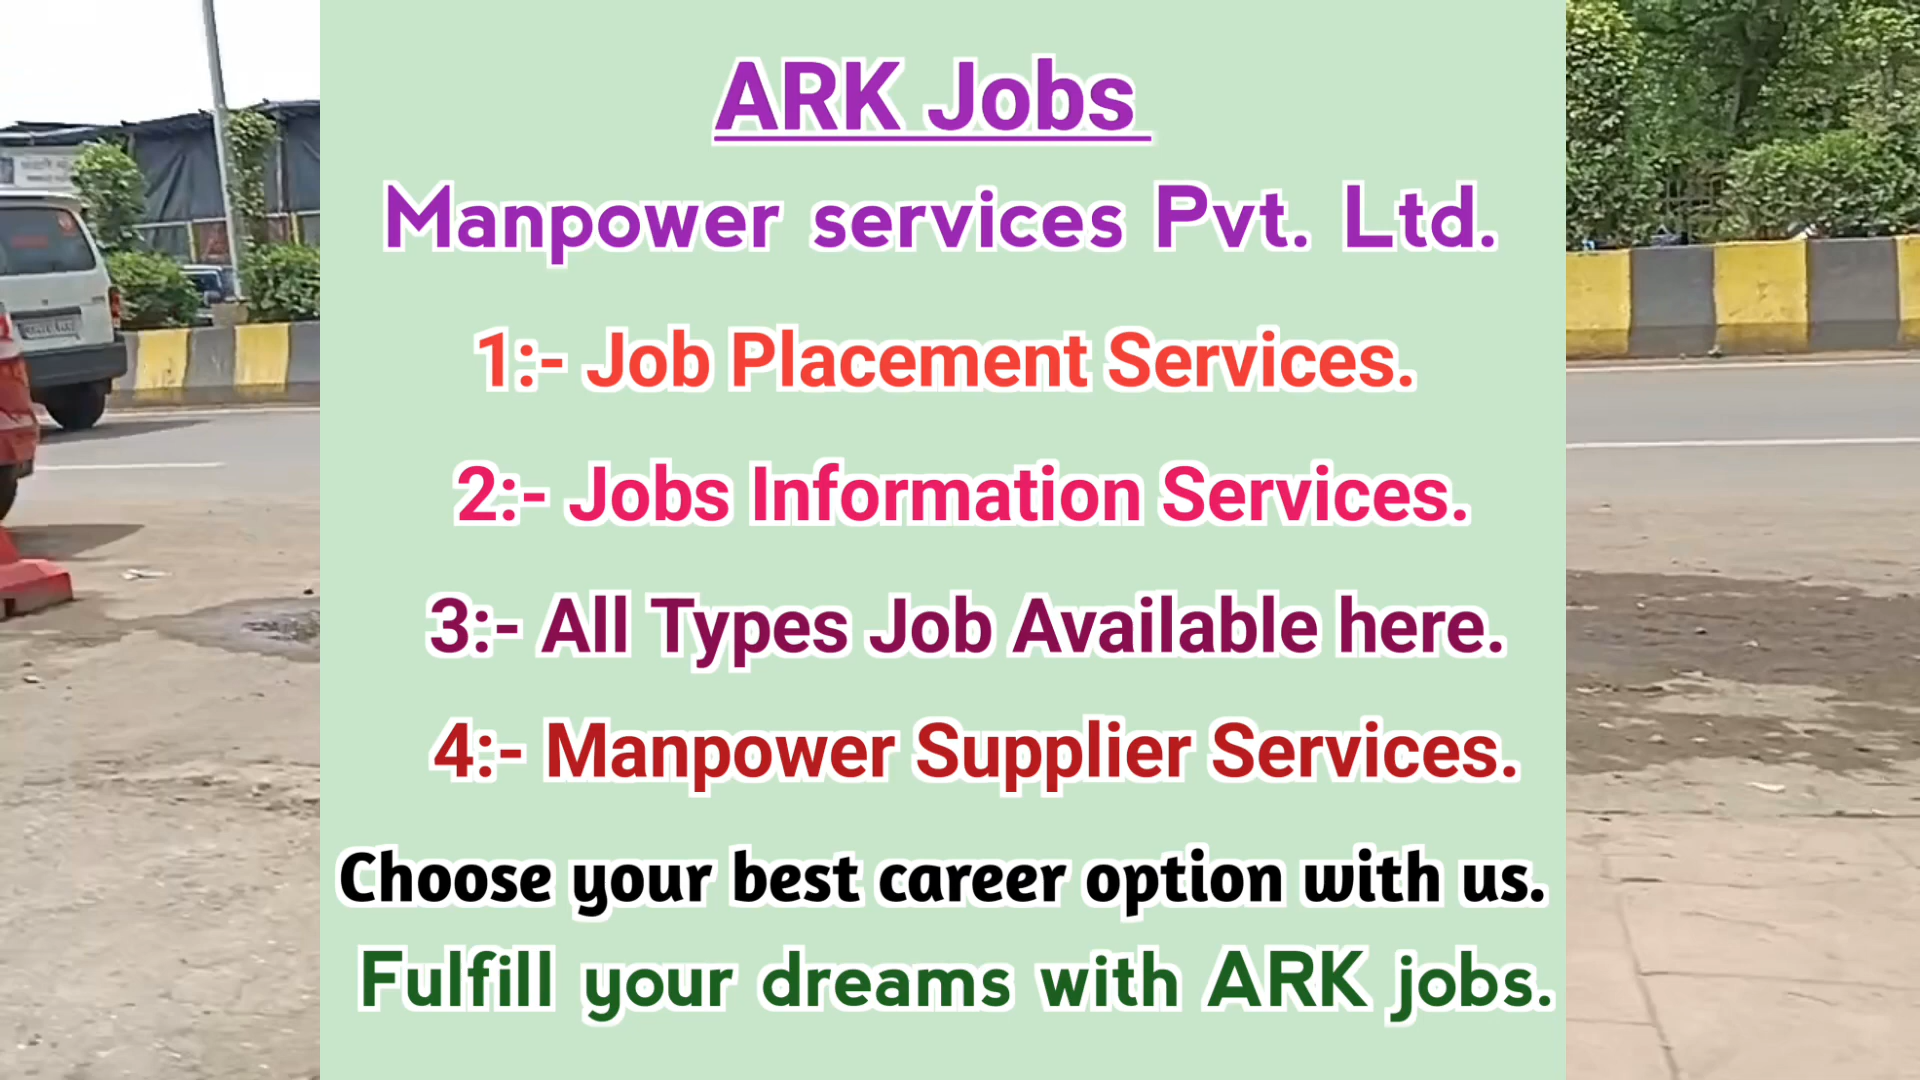 ARK Jobs
Manpower services Pvt. Ltd.
1:- Job Placement Services.
2:- Jobs Information Services.
3:- All Types Job Available here.
4:- Manpower Supplier Services.
Choose your best career option with us.
Fulfill your dreams with ARK jobs.